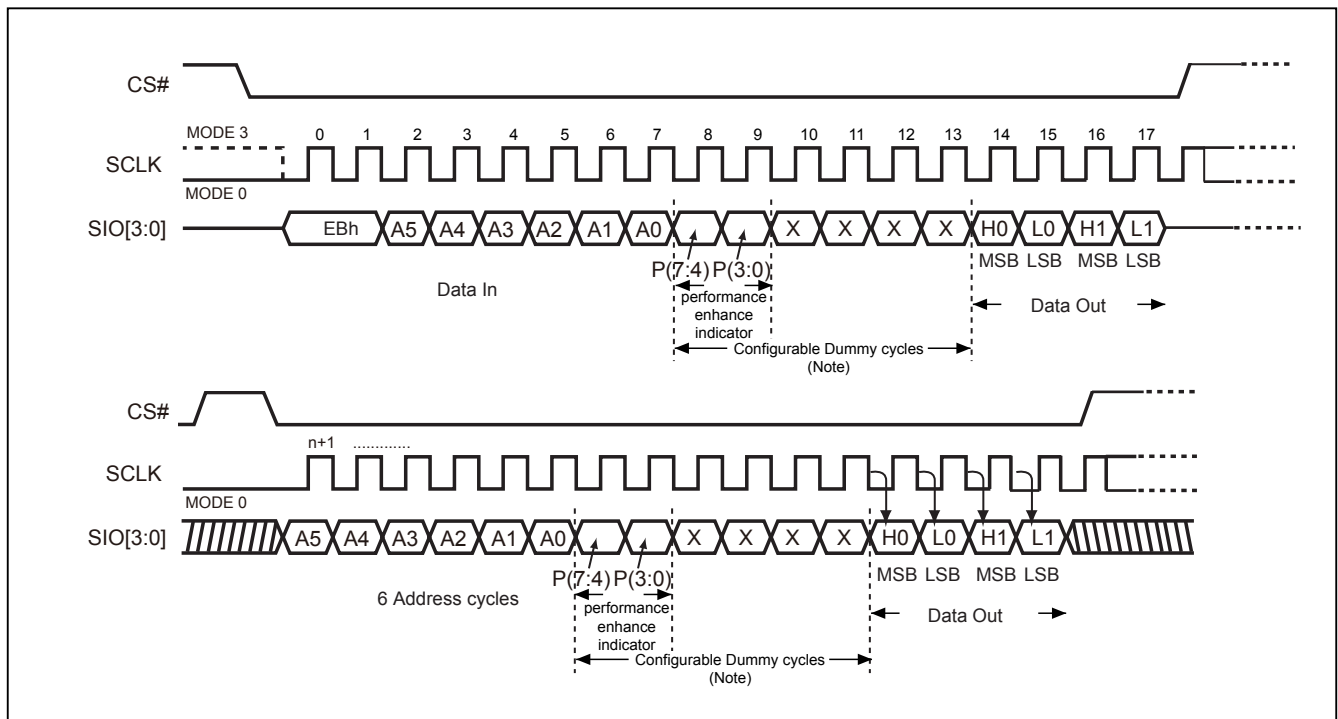 CS#
MODE 3
0 1 2 3 4 5 6 7 8 9 10 11 12 13 14 15 16 17
SCLK
MODE 0
SIO[3:0] EBh A5 A4 A3 A2 A1 A0 X X X X H0 L0 H1 L1
MSB LSB MSB LSB
P(7:4) P(3:0)
Data In
performance
enhance
indicator
Data Out
Configurable Dummy cycles
(Note)
CS#
n+1 .............
SCLK
MODE 0
SIO[3:0] A5 A4 A3 A2 A1 A0 X X X X H0 L0 H1 L1
MSB LSB MSB LSB
P(7:4) P(3:0)
6 Address cycles
performance
enhance
indicator
Data Out
Configurable Dummy cycles
(Note)